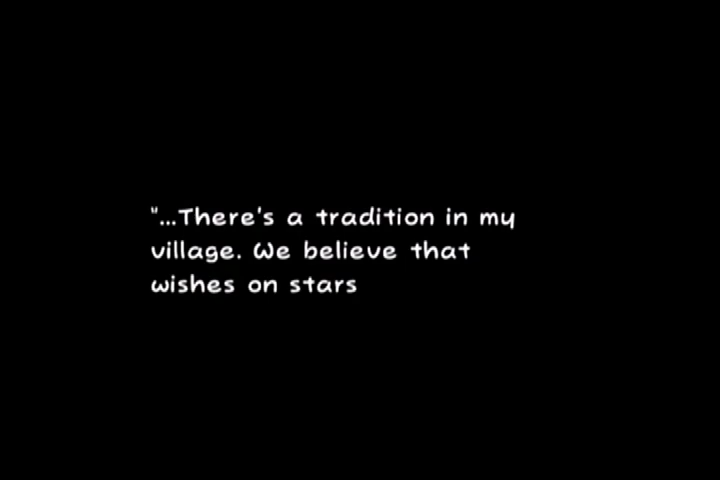 "...There's a tradition in my
village. We believe that
wishes on stars